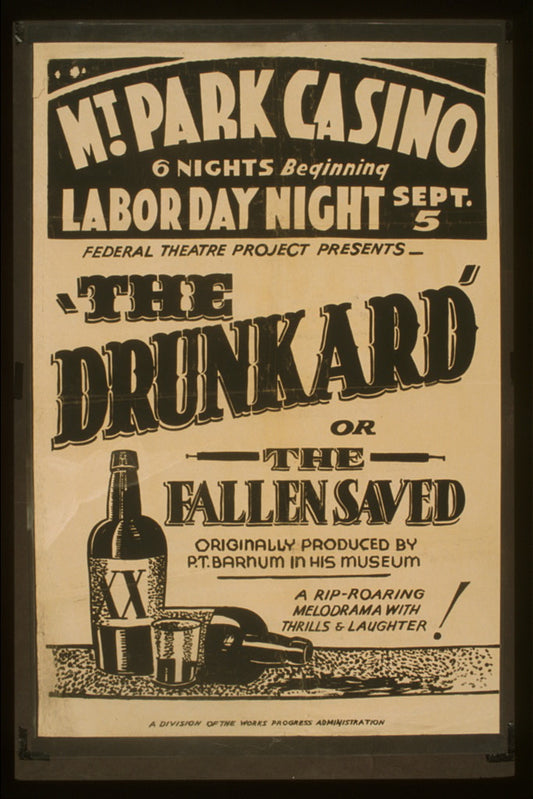 MT. PARK CASINO
6 NIGHTS Beginning
LABOR DAY NIGHT SEPT. 5
FEDERAL THEATRE PROJECT PRESENTS—
"THE
DRUNKARD"
OR
THE
FALLEN SAVED
ORIGINALLY PRODUCED BY
P.T. BARNUM IN HIS MUSEUM
A RIP-ROARING
MELODRAMA WITH
THRILLS & LAUGHTER!
XX
A DIVISION OF THE WORKS PROGRESS ADMINISTRATION